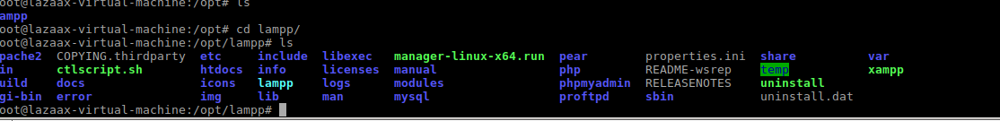 oot@lazaax-virtual-machine:/opt# ls
ampp
oot@lazaax-virtual-machine:/opt# cd lampp/
oot@lazaax-virtual-machine:/opt/lampp# ls
pache2 COPYING.thirdparty etc include libexec manager-linux-x64.run pear properties.ini share var
in ctlscript.sh htdocs info licenses manual php README-wsrep temp xampp
uild docs icons lampp logs modules phpmyadmin RELEASENOTES uninstall
gi-bin error img lib man mysql proftpd sbin uninstall.dat
oot@lazaax-virtual-machine:/opt/lampp#